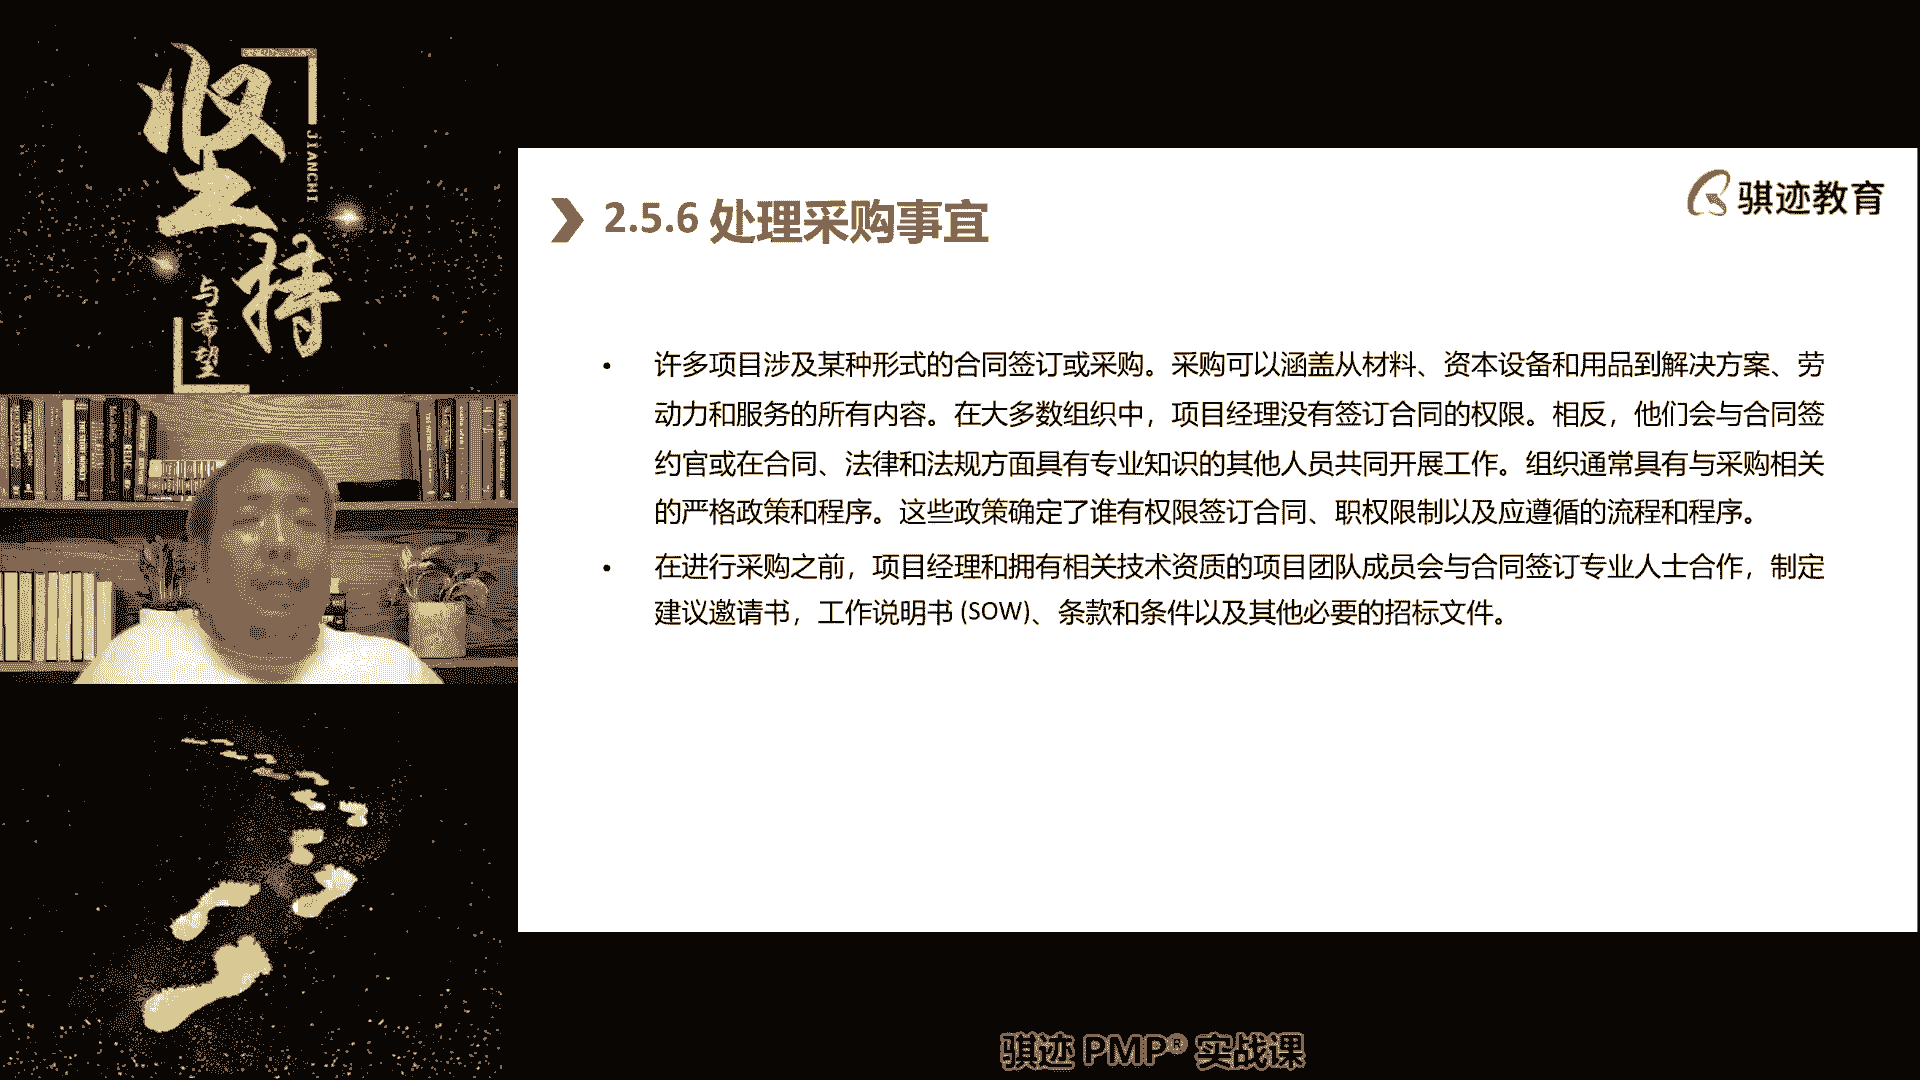 坚持
JIANCHI
与希望
骐迹教育
2.5.6 处理采购事宜
• 许多项目涉及某种形式的合同签订或采购。采购可以涵盖从材料、资本设备和用品到解决方案、劳
动力和服务的所有内容。在大多数组织中，项目经理没有签订合同的权限。相反，他们会与合同签
约官或在合同、法律和法规方面具有专业知识的其他人员共同开展工作。组织通常具有与采购相关
的严格政策和程序。这些政策确定了谁有权限签订合同、职权限制以及应遵循的流程和程序。
• 在进行采购之前，项目经理和拥有相关技术资质的项目团队成员会与合同签订专业人士合作，制定
建议邀请书，工作说明书 (SOW)、条款和条件以及其他必要的招标文件。
骐迹 PMP® 实战课